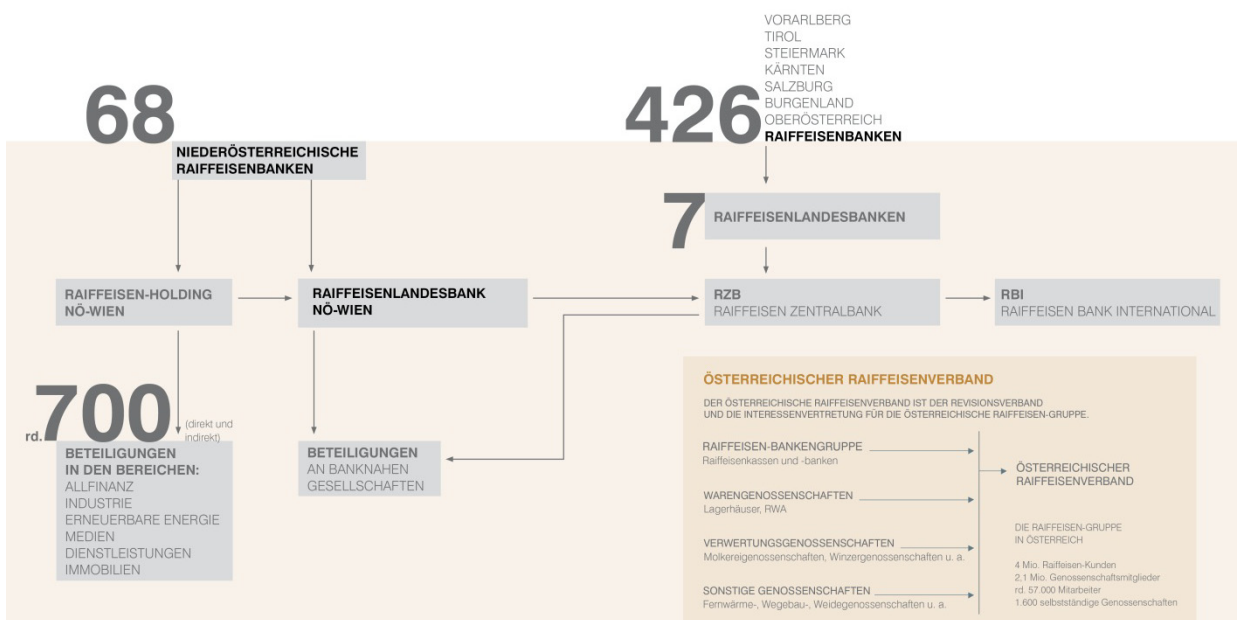 68
NIEDERÖSTERREICHISCHE
RAIFFEISENBANKEN
VORARLBERG
TIROL
STEIERMARK
KÄRNTEN
SALZBURG
BURGENLAND
OBERÖSTERREICH
426
RAIFFEISENBANKEN
7
RAIFFEISENLANDESBANKEN
RAIFFEISEN-HOLDING
NÖ-WIEN
RAIFFEISENLANDESBANK
NÖ-WIEN
RZB
RAIFFEISEN ZENTRALBANK
RBI
RAIFFEISEN BANK INTERNATIONAL
rd. 700
(direkt und
indirekt)
BETEILIGUNGEN
IN DEN BEREICHEN:
ALLFINANZ
INDUSTRIE
ERNEUERBARE ENERGIE
MEDIEN
DIENSTLEISTUNGEN
IMMOBILIEN
BETEILIGUNGEN
AN BANKNAHEN
GESELLSCHAFTEN
ÖSTERREICHISCHER RAIFFEISENVERBAND
DER ÖSTERREICHISCHE RAIFFEISENVERBAND IST DER REVISIONSVERBAND
UND DIE INTERESSENVERTRETUNG FÜR DIE ÖSTERREICHISCHE RAIFFEISEN-GRUPPE.
RAIFFEISEN-BANKENGRUPPE
Raiffeisenkassen und -banken
WARENGENOSSENSCHAFTEN
Lagerhäuser, RWA
VERWERTUNGSGENOSSENSCHAFTEN
Molkereigenossenschaften, Winzergenossenschaften u. a.
SONSTIGE GENOSSENSCHAFTEN
Fernwärme-, Wegebau-, Weidegenossenschaften u. a.
ÖSTERREICHISCHER
RAIFFEISENVERBAND
DIE RAIFFEISEN-GRUPPE
IN ÖSTERREICH
4 Mio. Raiffeisen-Kunden
2,1 Mio. Genossenschaftsmitglieder
rd. 57.000 Mitarbeiter
1.600 selbstständige Genossenschaften